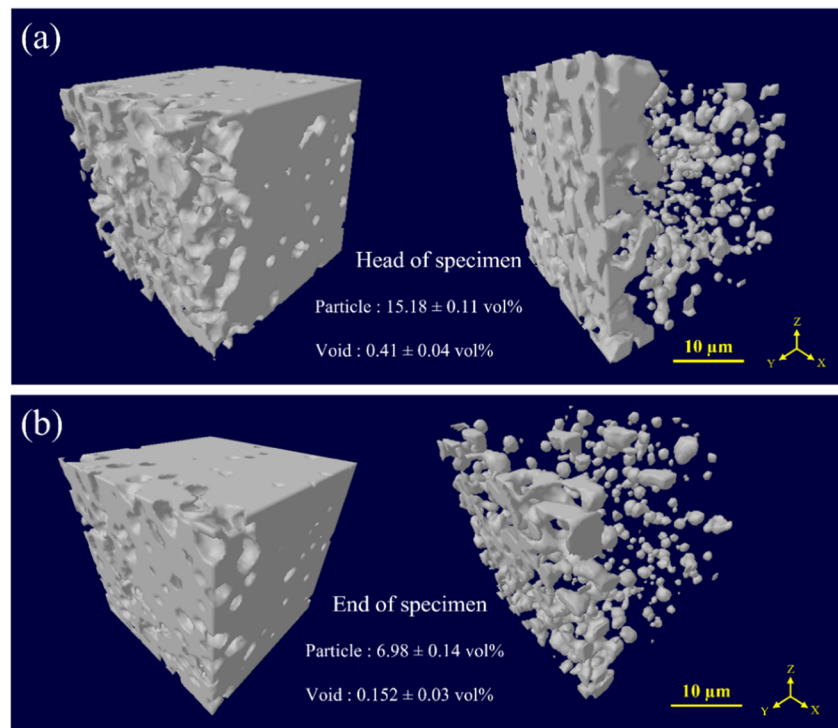 (a)
Head of specimen
Particle : 15.18 ± 0.11 vol%
Void : 0.41 ± 0.04 vol%
10 µm
Z
Y
X
(b)
End of specimen
Particle : 6.98 ± 0.14 vol%
Void : 0.152 ± 0.03 vol%
10 µm
Z
Y
X